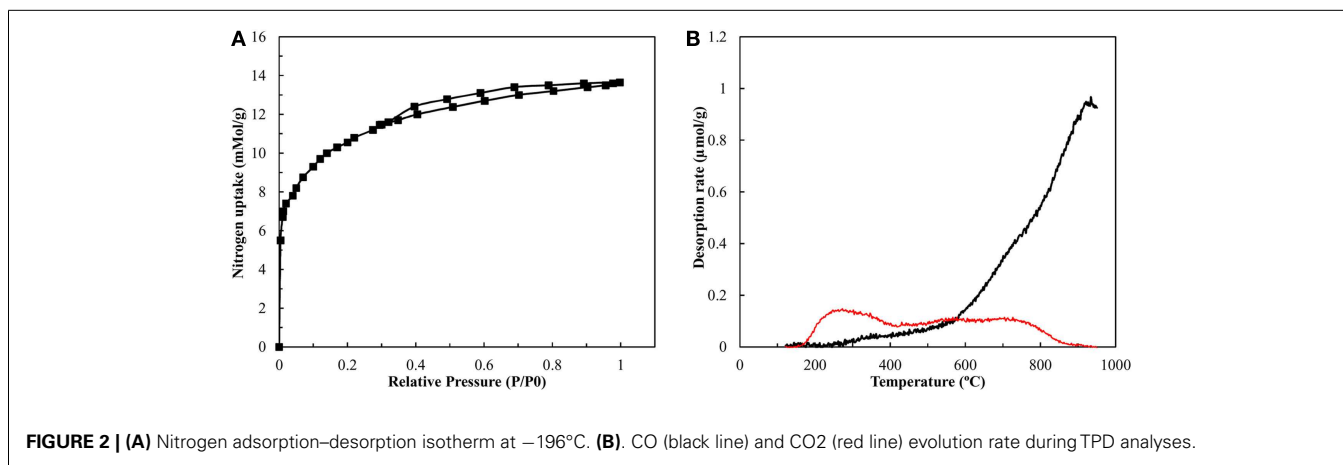 A
16
14
12
10
8
6
4
2
0
Nitrogen uptake (mMol/g)
0 0.2 0.4 0.6 0.8 1
Relative Pressure (P/P0)
B
1.2
1
0.8
0.6
0.4
0.2
0
Desorption rate (µmol/g)
0 200 400 600 800 1000
Temperature (ºC)
FIGURE 2 | (A) Nitrogen adsorption–desorption isotherm at −196°C. (B). CO (black line) and CO2 (red line) evolution rate during TPD analyses.